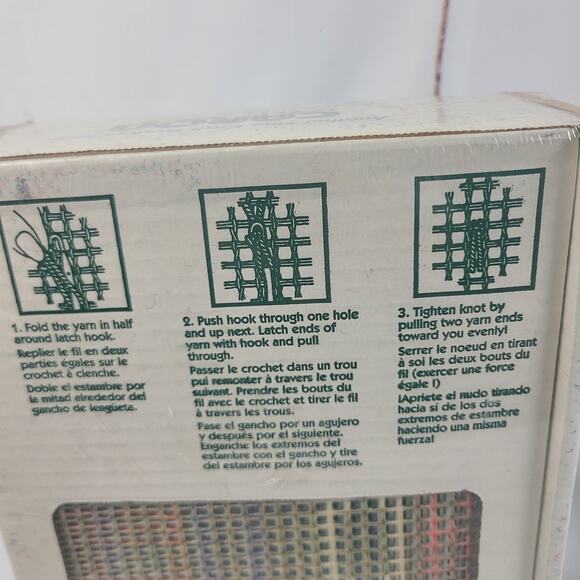 1. Fold the yarn in half
around latch hook.
Replier le fil en deux
parties égales sur le
crochet à clenche.
Doble el estambre por
la mitad alrededor del
gancho de lengüeta.
2. Push hook through one hole
and up next. Latch ends of
yarn with hook and pull
through.
Passer le crochet dans un trou
pui remonter à travers le trou
suivant. Prendre les bouts du
fil avec le crochet et tirer le fil
à travers les trous.
Pase el gancho por un agujero
y después por el siguiente.
Enganche los extremos del
estambre con el gancho y tire
del estambre por los agujeros.
3. Tighten knot by
pulling two yarn ends
toward you evenly!
Serrer le noeud en tirant
à soi les deux bouts du
fil (exercer une force
égale !)
¡Apriete el nudo tirando
hacia sí de los dos
extremos de estambre
haciendo una misma
fuerza!